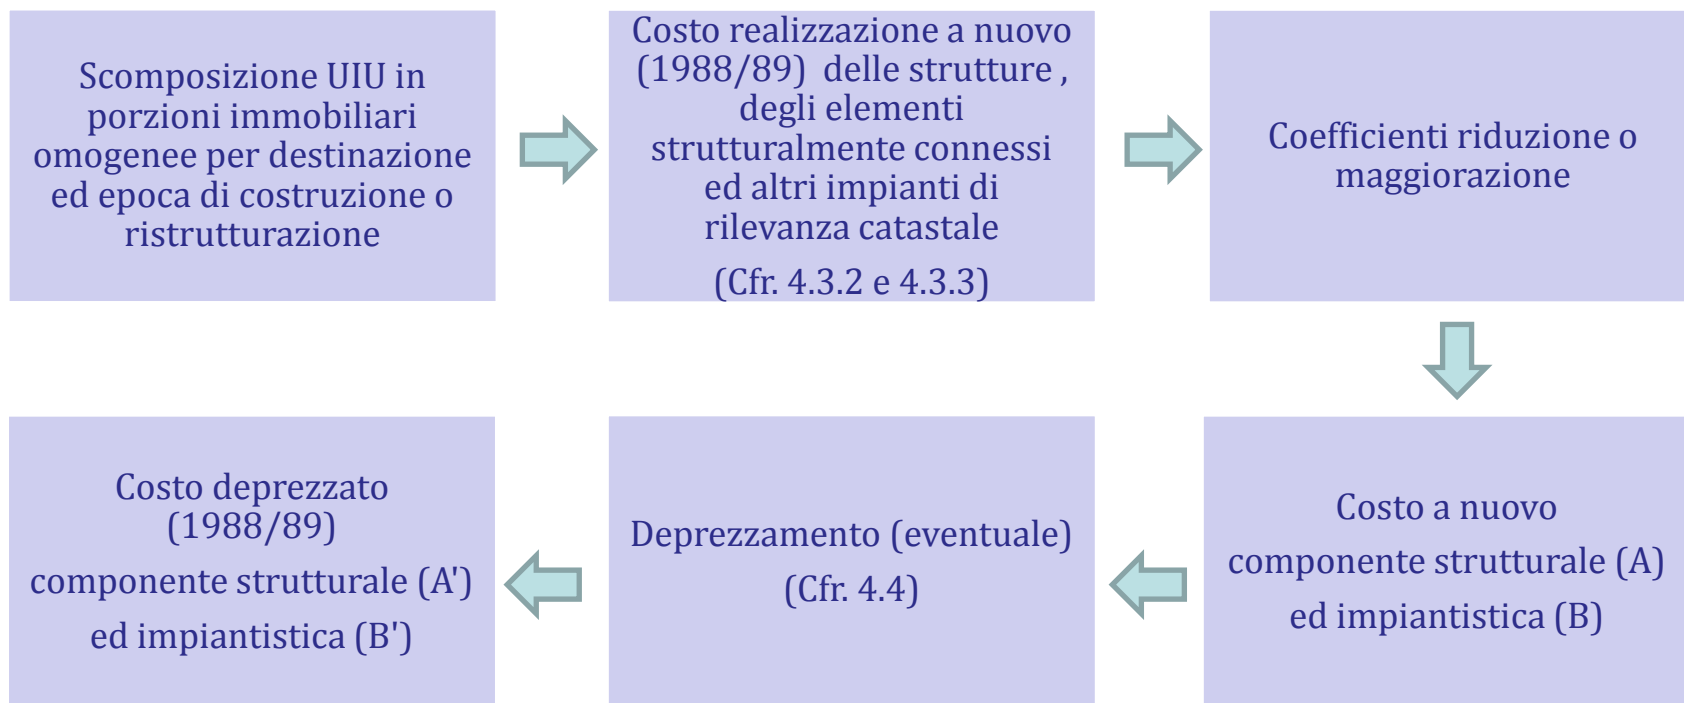 Scomposizione UIU in
porzioni immobiliari
omogenee per destinazione
ed epoca di costruzione o
ristrutturazione
Costo realizzazione a nuovo
(1988/89) delle strutture ,
degli elementi
strutturalmente connessi
ed altri impianti di
rilevanza catastale
(Cfr. 4.3.2 e 4.3.3)
Coefficienti riduzione o
maggiorazione
Costo a nuovo
componente strutturale (A)
ed impiantistica (B)
Deprezzamento (eventuale)
(Cfr. 4.4)
Costo deprezzato
(1988/89)
componente strutturale (A')
ed impiantistica (B')